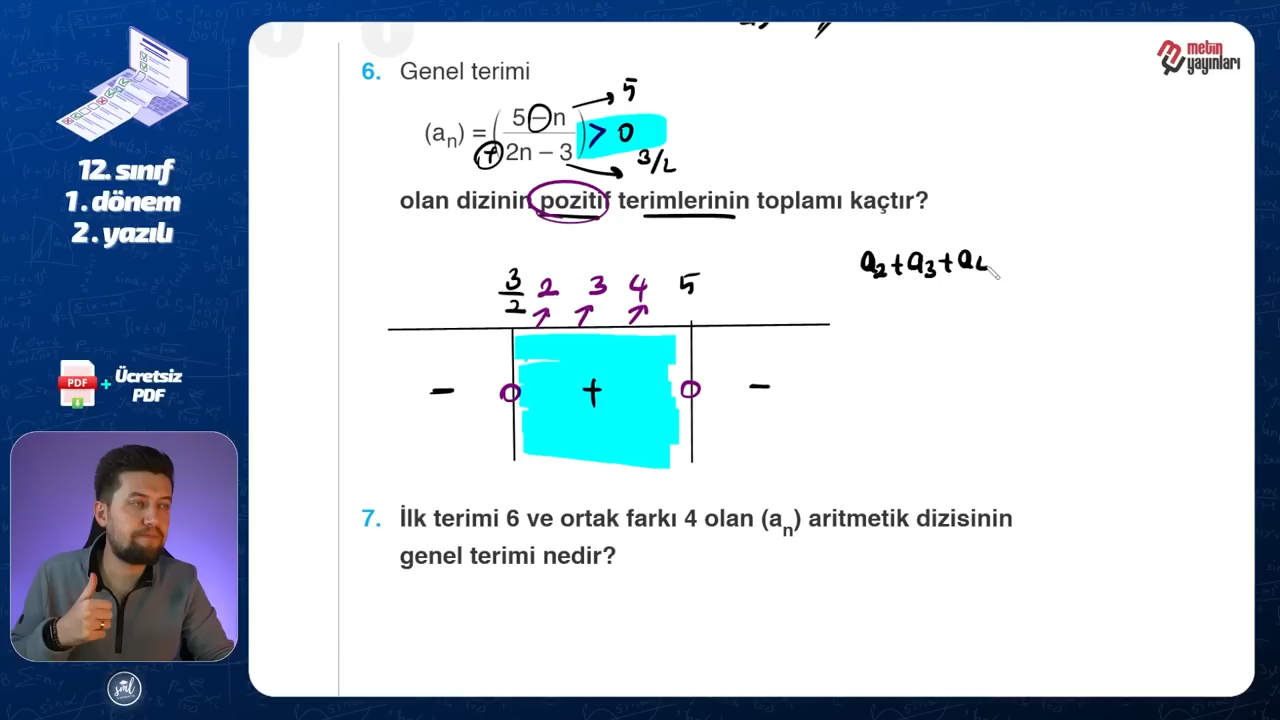 metin
yayınları
12. sınıf
1. dönem
2. yazılı
PDF
+ Ücretsiz
PDF
sml
6. Genel terimi
(aₙ) = ( (5 – n) / (2n – 3) ) > 0
→ 5
+
→ 3/2
olan dizinin pozitif terimlerinin toplamı kaçtır?
a₂ + a₃ + a₄
3/2 2 3 4 5
– 0 + 0 –
7. İlk terimi 6 ve ortak farkı 4 olan (aₙ) aritmetik dizisinin
genel terimi nedir?